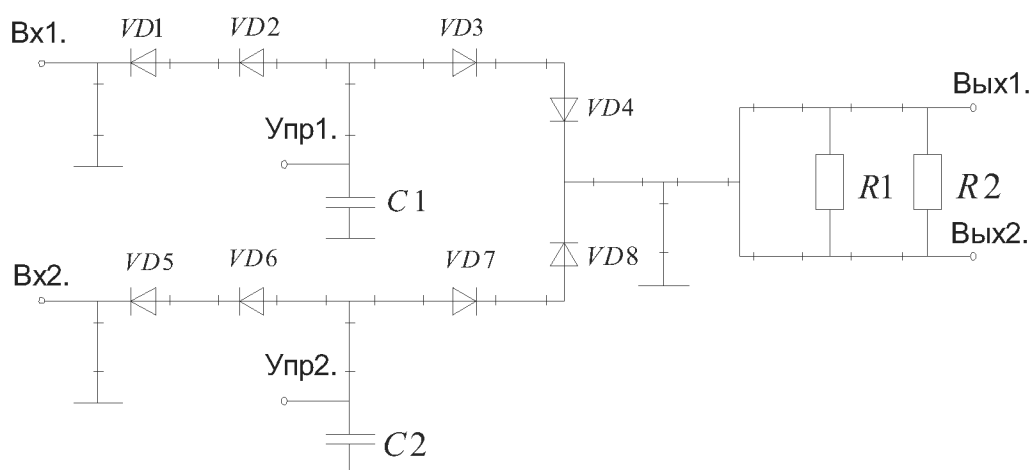 Вх1.
VD1
VD2
VD3
Вых1.
VD4
Упр1.
C1
R1
R2
Вых2.
Вх2.
VD5
VD6
VD7
VD8
Упр2.
C2